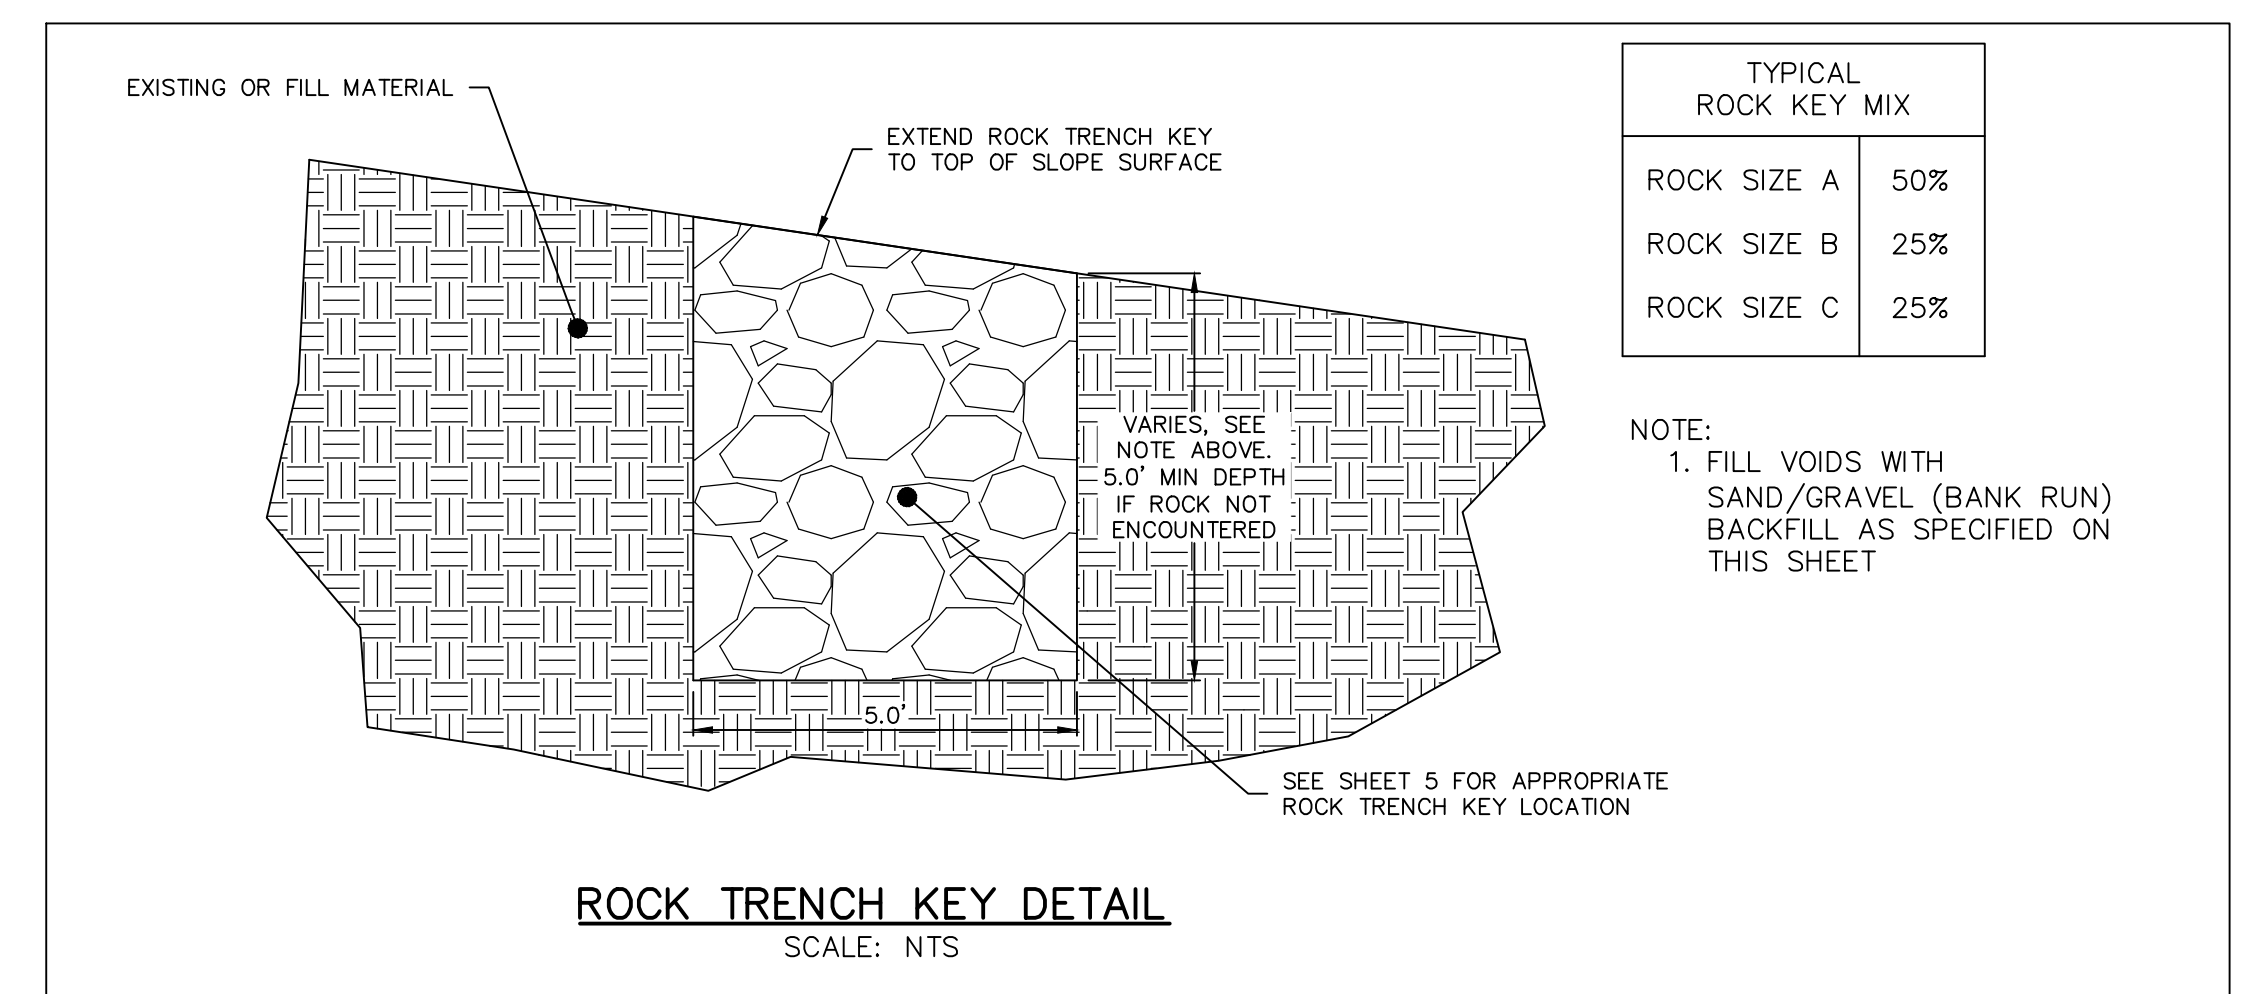 EXISTING OR FILL MATERIAL
EXTEND ROCK TRENCH KEY
TO TOP OF SLOPE SURFACE
VARIES, SEE
NOTE ABOVE.
5.0' MIN DEPTH
IF ROCK NOT
ENCOUNTERED
5.0'
SEE SHEET 5 FOR APPROPRIATE
ROCK TRENCH KEY LOCATION
TYPICAL
ROCK KEY MIX
ROCK SIZE A 50%
ROCK SIZE B 25%
ROCK SIZE C 25%
NOTE:
1. FILL VOIDS WITH
SAND/GRAVEL (BANK RUN)
BACKFILL AS SPECIFIED ON
THIS SHEET
ROCK TRENCH KEY DETAIL
SCALE: NTS